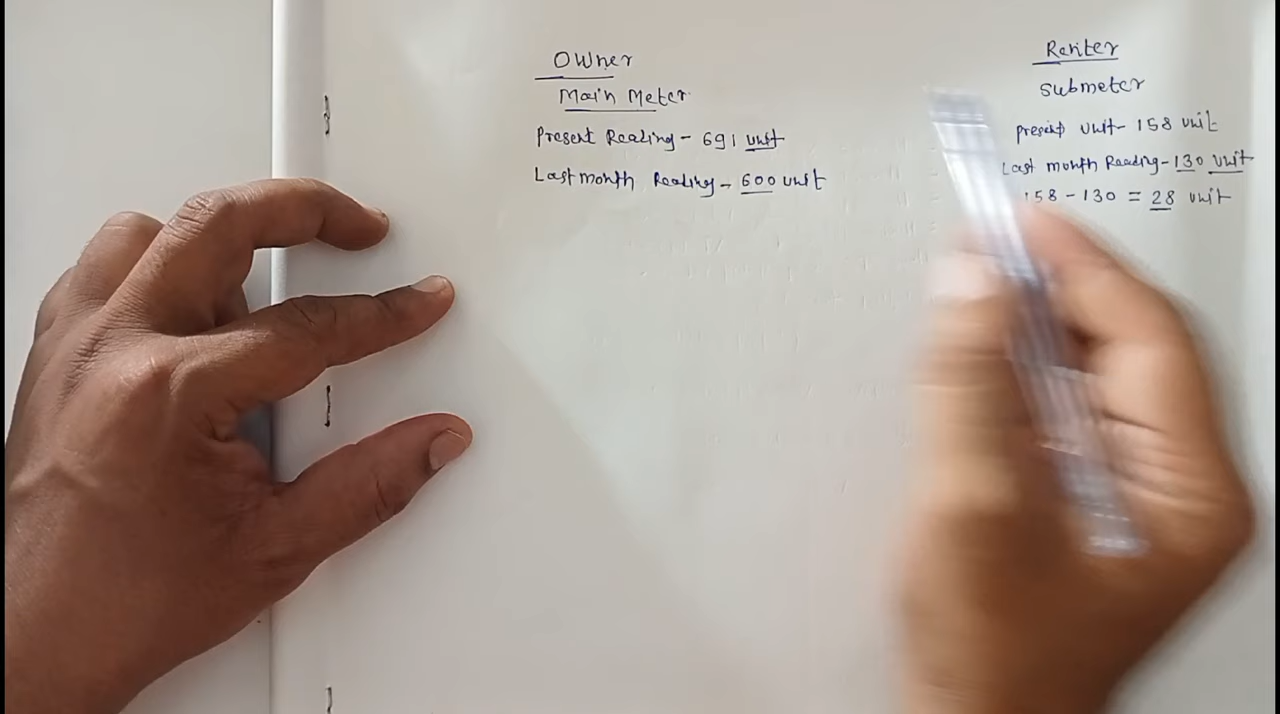 Owner
Main Meter
Present Reading - 691 unit
Last month Reading - 600 unit
Renter
Submeter
present unit - 158 unit
Last month Reading - 130 unit
158 - 130 = 28 unit